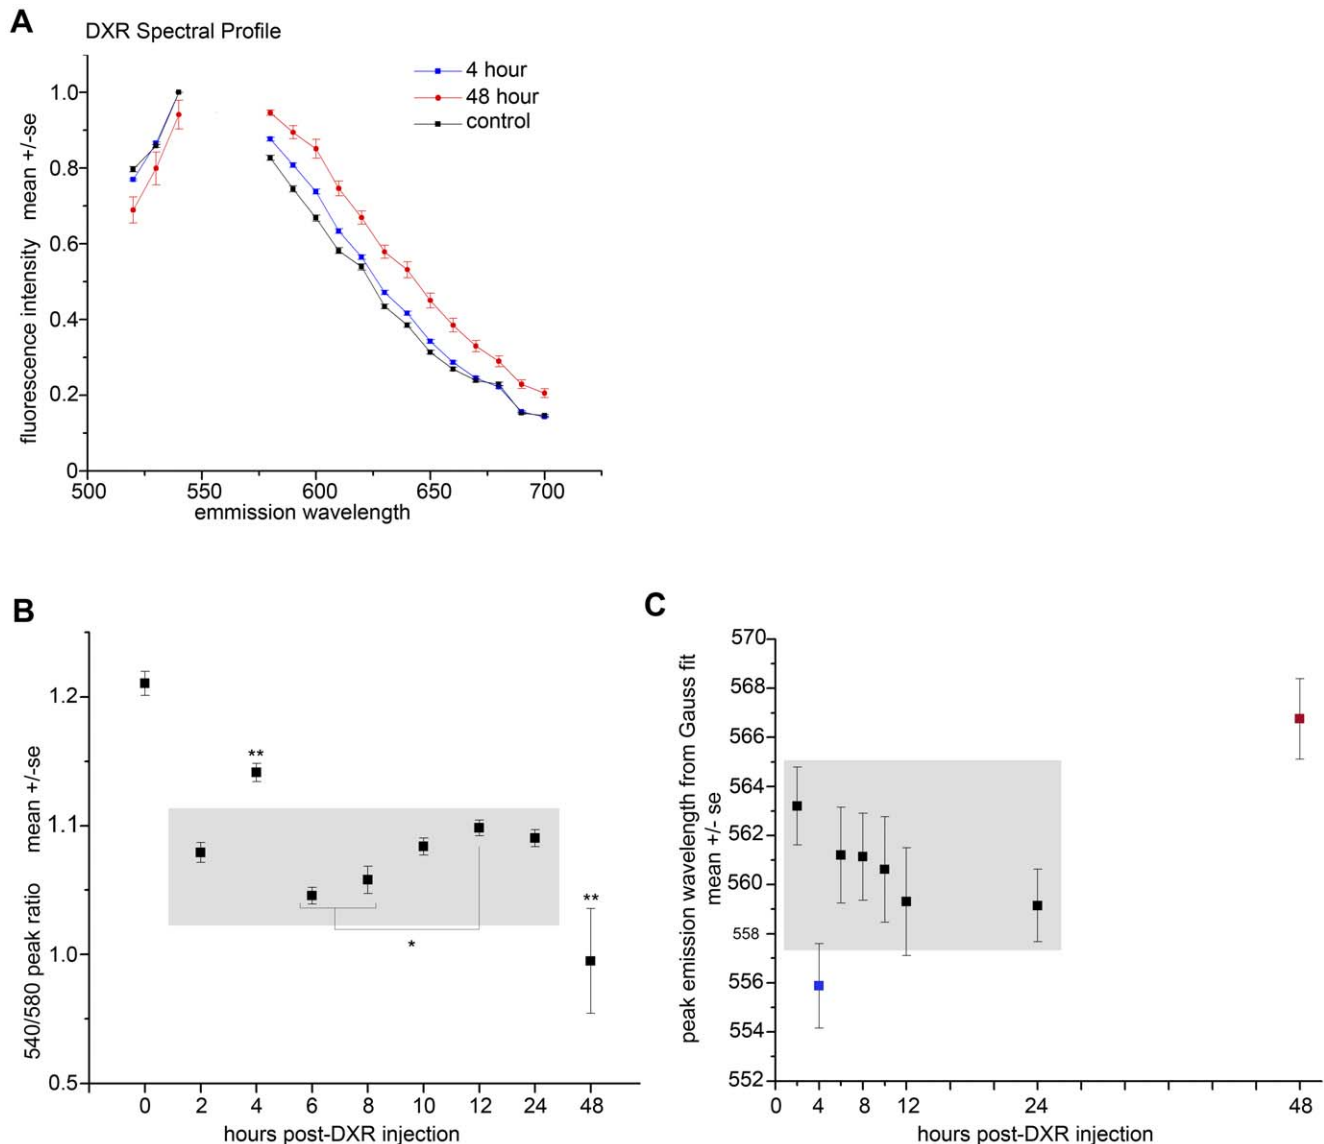 A
DXR Spectral Profile
4 hour
48 hour
control
fluorescence intensity mean +/-se
1.0
0.8
0.6
0.4
0.2
0
500 550 600 650 700
emmission wavelength
B
540/580 peak ratio mean +/-se
1.2
1.1
1.0
0.5
**
*
**
0 2 4 6 8 10 12 24 48
hours post-DXR injection
C
peak emission wavelength from Gauss fit
mean +/- se
570
568
566
564
562
560
558
556
554
552
0 4 8 12 24 48
hours post-DXR injection